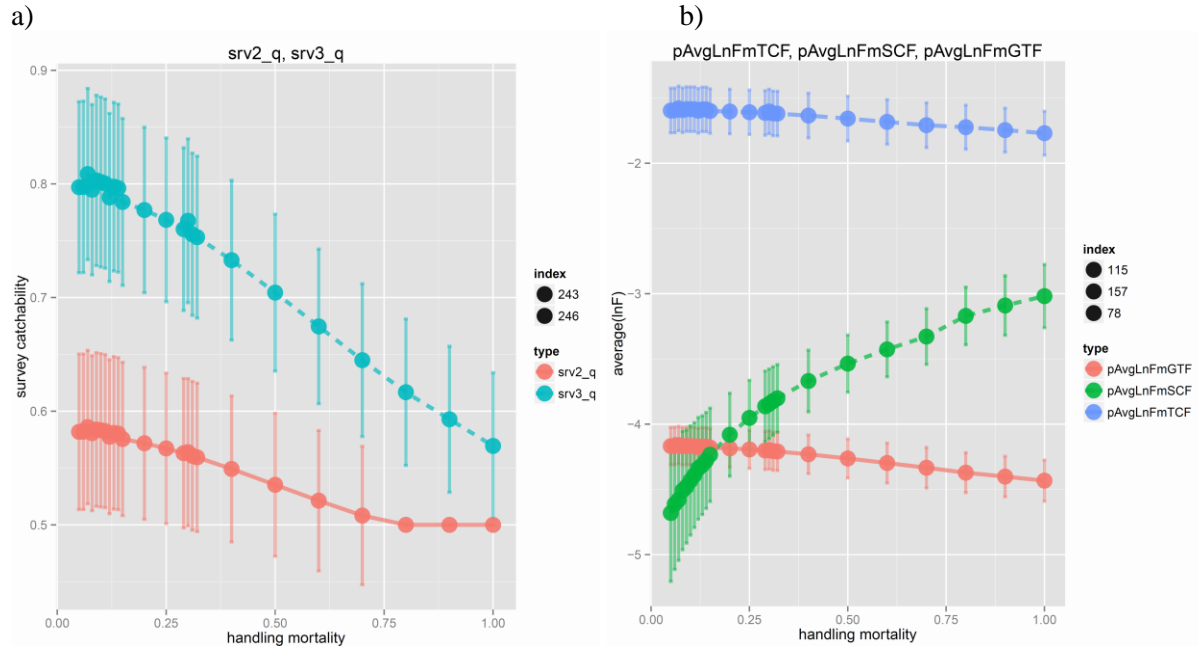 a)
srv2_q, srv3_q
0.9
0.8
0.7
0.6
0.5
survey catchability
0.00
0.25
0.50
0.75
1.00
handling mortality
index
243
246
type
srv2_q
srv3_q
b)
pAvgLnFmTCF, pAvgLnFmSCF, pAvgLnFmGTF
−2
−3
−4
−5
average(lnF)
0.00
0.25
0.50
0.75
1.00
handling mortality
index
115
157
78
type
pAvgLnFmGTF
pAvgLnFmSCF
pAvgLnFmTCF